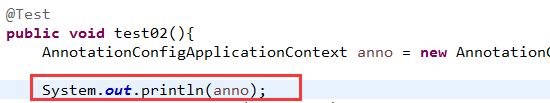 @Test
public void test02(){
AnnotationConfigApplicationContext anno = new AnnotationC
System.out.println(anno);